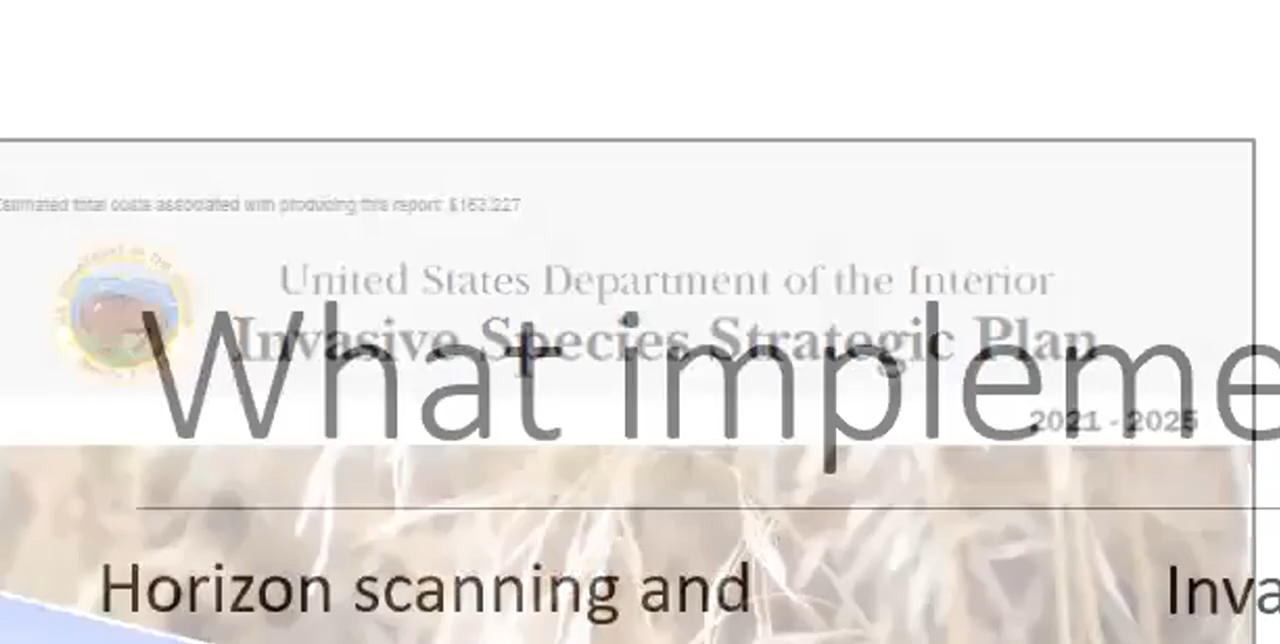 Estimated total costs associated with producing this report: $163,227
United States Department of the Interior
Invasive Species Strategic Plan
What impleme
2021 - 2025
Horizon scanning and
Inva